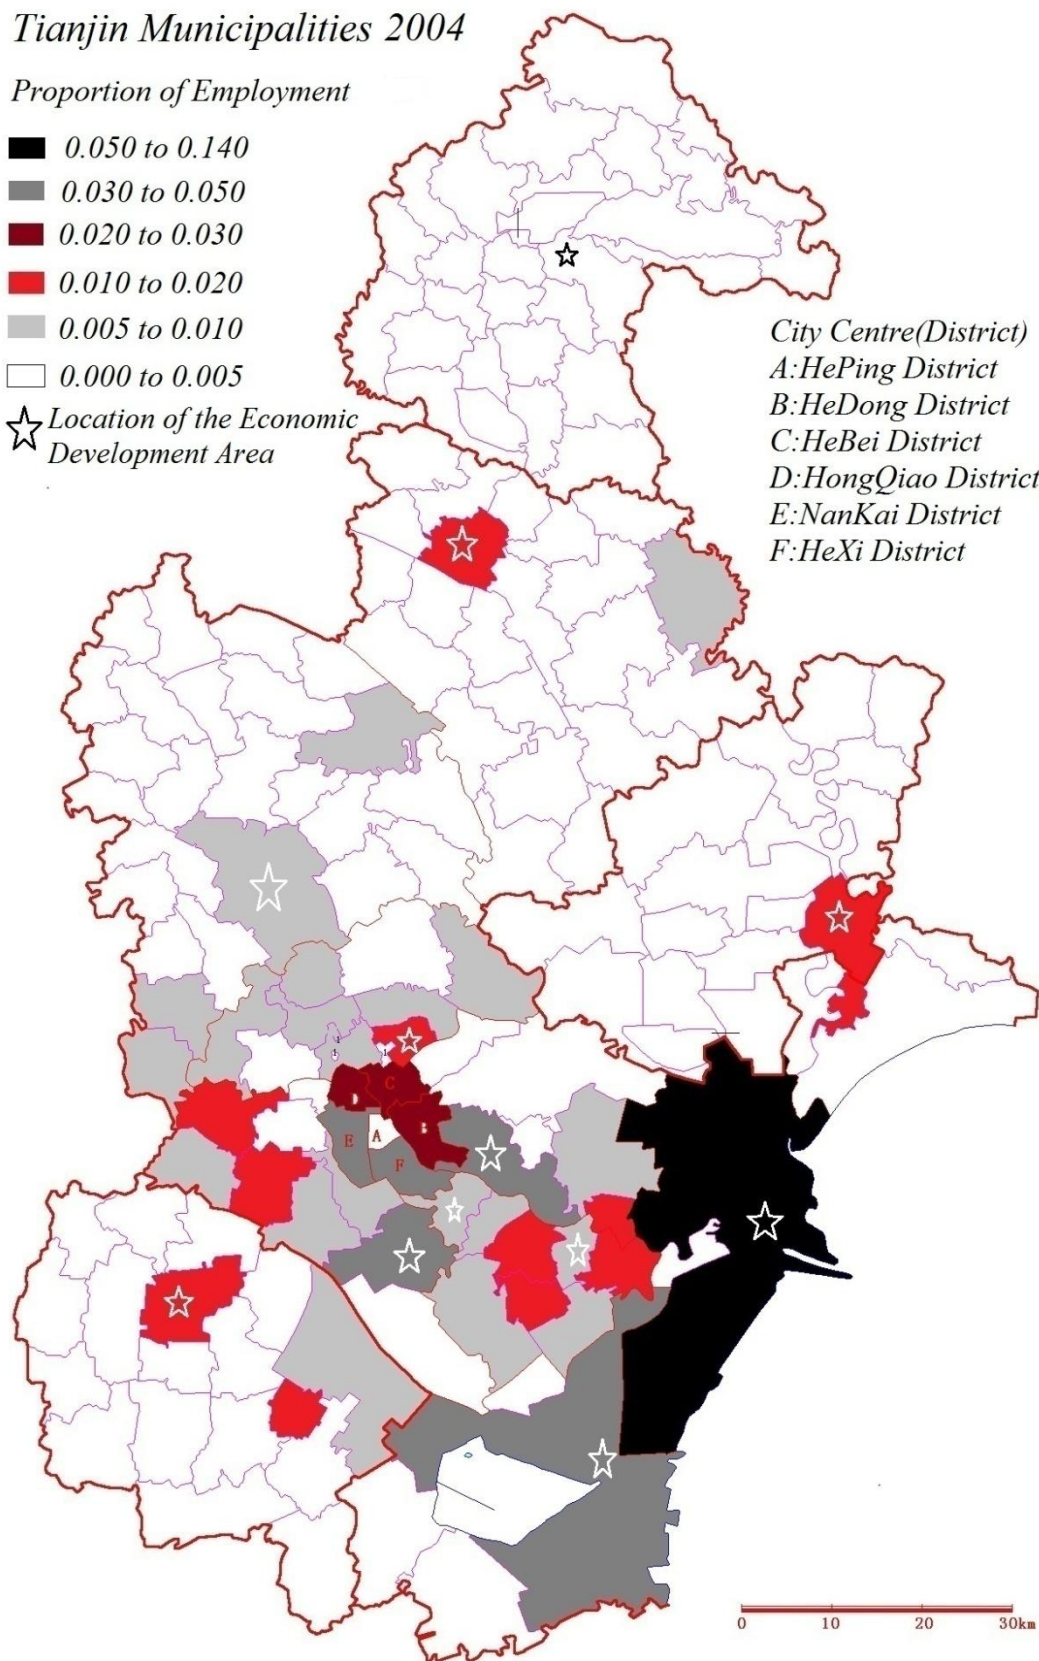 Tianjin Municipalities 2004
Proportion of Employment
0.050 to 0.140
0.030 to 0.050
0.020 to 0.030
0.010 to 0.020
0.005 to 0.010
0.000 to 0.005
Location of the Economic
Development Area
City Centre(District)
A:HePing District
B:HeDong District
C:HeBei District
D:HongQiao District
E:NanKai District
F:HeXi District
1
1
1
C
D
B
A
E
F
0 10 20 30km